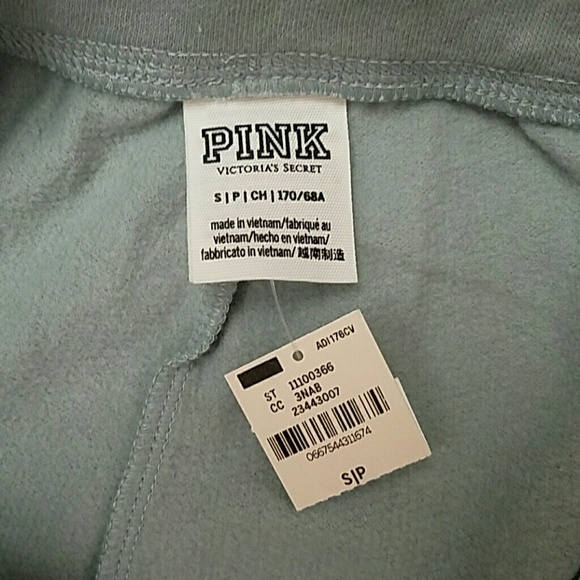 PINK
VICTORIA'S SECRET
S | P | CH | 170/68A
made in vietnam/fabriqué au
vietnam/hecho en vietnam/
fabbricato in vietnam/越南制造
ADI176CV
ST 11100366
CC 3NAB
23443007
0667544311674
S|P